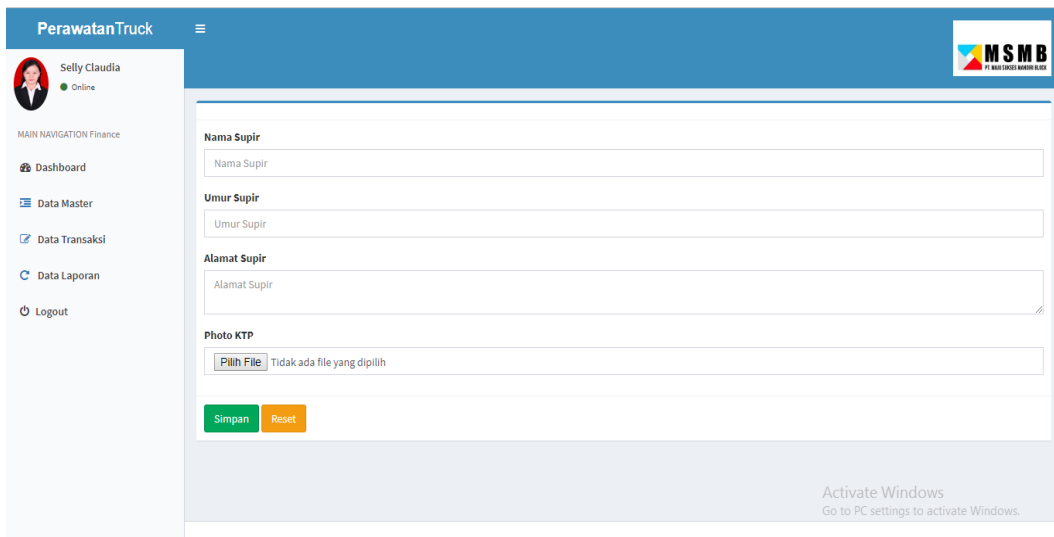 PerawatanTruck
MSMB
PT. MAJU SUKSES MANDIRI BLOCK
Selly Claudia
Online
MAIN NAVIGATION Finance
Dashboard
Data Master
Data Transaksi
Data Laporan
Logout
Nama Supir
Nama Supir
Umur Supir
Umur Supir
Alamat Supir
Alamat Supir
Photo KTP
Pilih File Tidak ada file yang dipilih
Simpan Reset
Activate Windows
Go to PC settings to activate Windows.